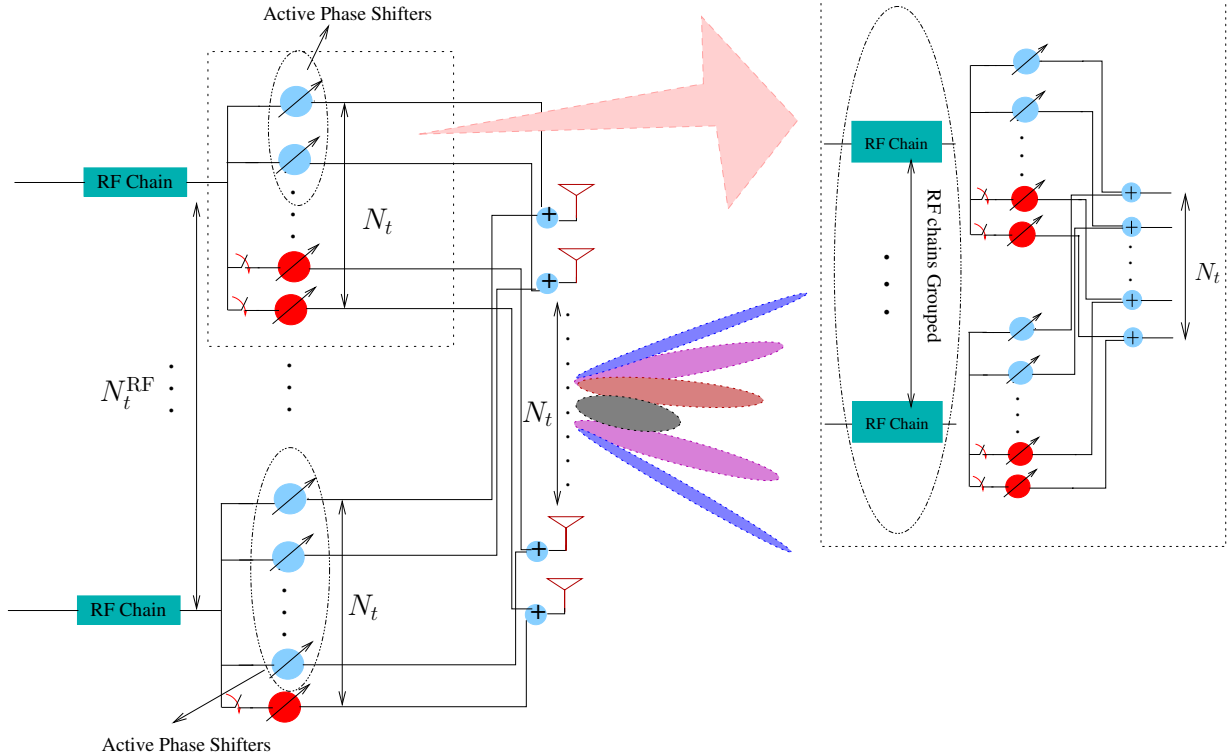 Active Phase Shifters
RF Chain
N_t
+
+
N_t^RF
N_t
RF Chain
N_t
+
+
Active Phase Shifters
RF Chain
RF chains Grouped
RF Chain
+
+
+
+
N_t